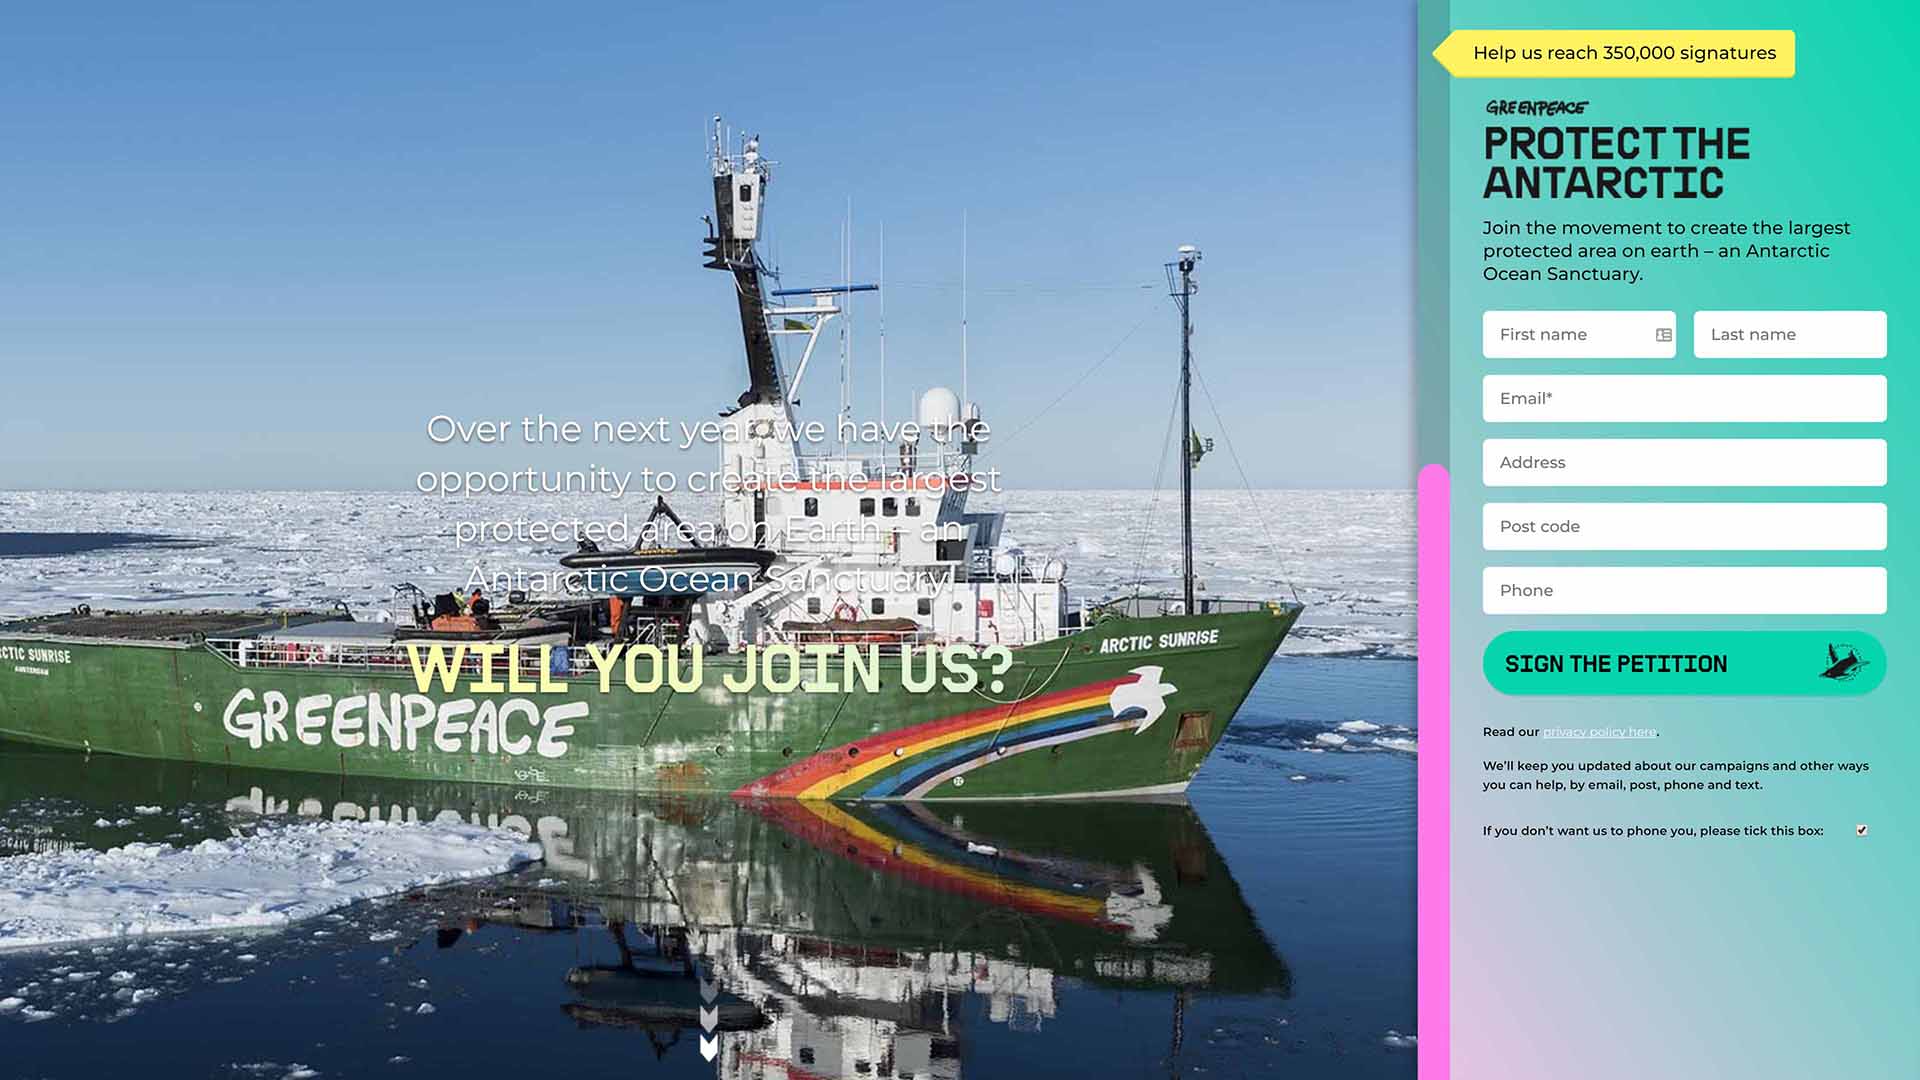 Over the next year, we have the
opportunity to create the largest
protected area on Earth – an
Antarctic Ocean Sanctuary.
WILL YOU JOIN US?
CTIC SUNRISE
AMSTERDAM
GREENPEACE
ARCTIC SUNRISE
Help us reach 350,000 signatures
GREENPEACE
PROTECT THE
ANTARCTIC
Join the movement to create the largest
protected area on earth – an Antarctic
Ocean Sanctuary.
First name
Last name
Email*
Address
Post code
Phone
SIGN THE PETITION
Read our privacy policy here.
We’ll keep you updated about our campaigns and other ways
you can help, by email, post, phone and text.
If you don’t want us to phone you, please tick this box: